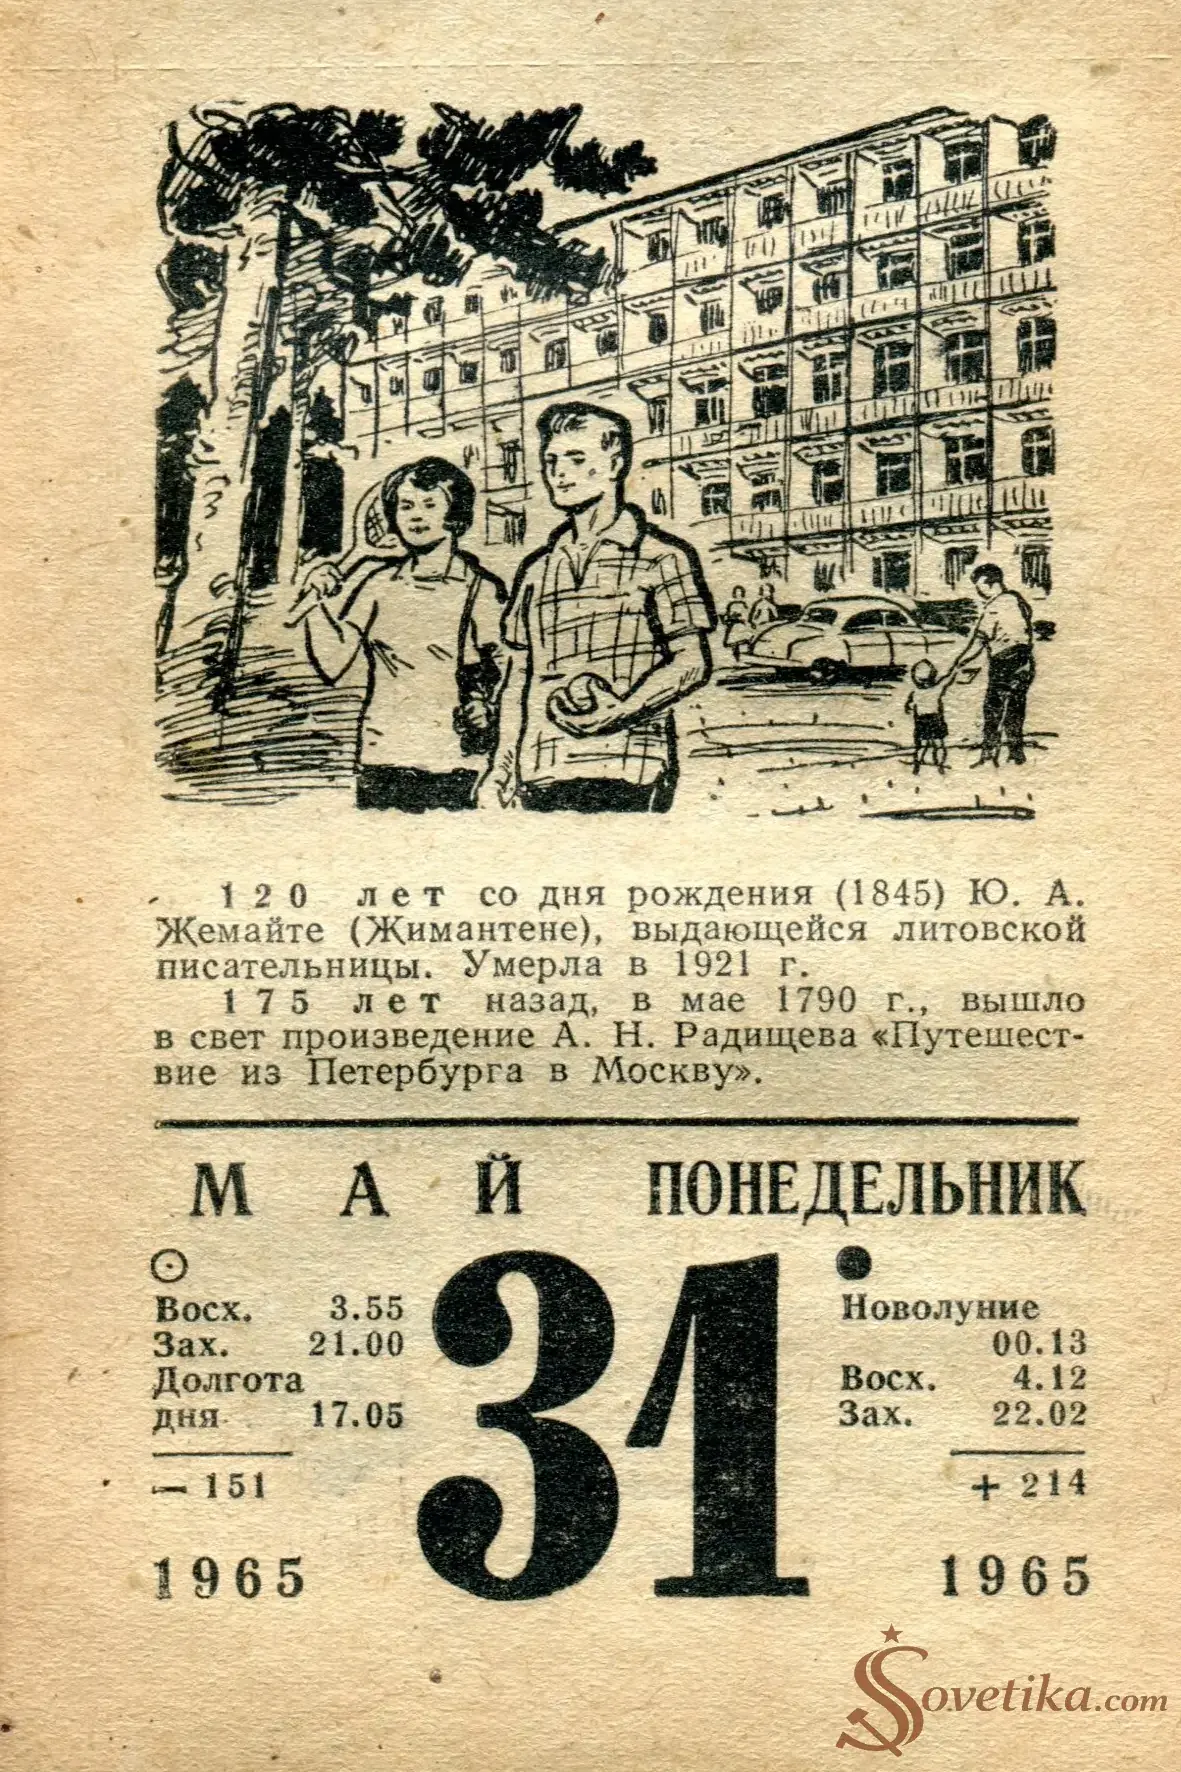 120 лет со дня рождения (1845) Ю. А.
Жемайте (Жимантене), выдающейся литовской
писательницы. Умерла в 1921 г.
175 лет назад, в мае 1790 г., вышло
в свет произведение А. Н. Радищева «Путешест-
вие из Петербурга в Москву».
МАЙ ПОНЕДЕЛЬНИК
Восх. 3.55
Зах. 21.00
Долгота
дня 17.05
— 151
1965
31
Новолуние
00.13
Восх. 4.12
Зах. 22.02
+ 214
1965
Sovetika.com